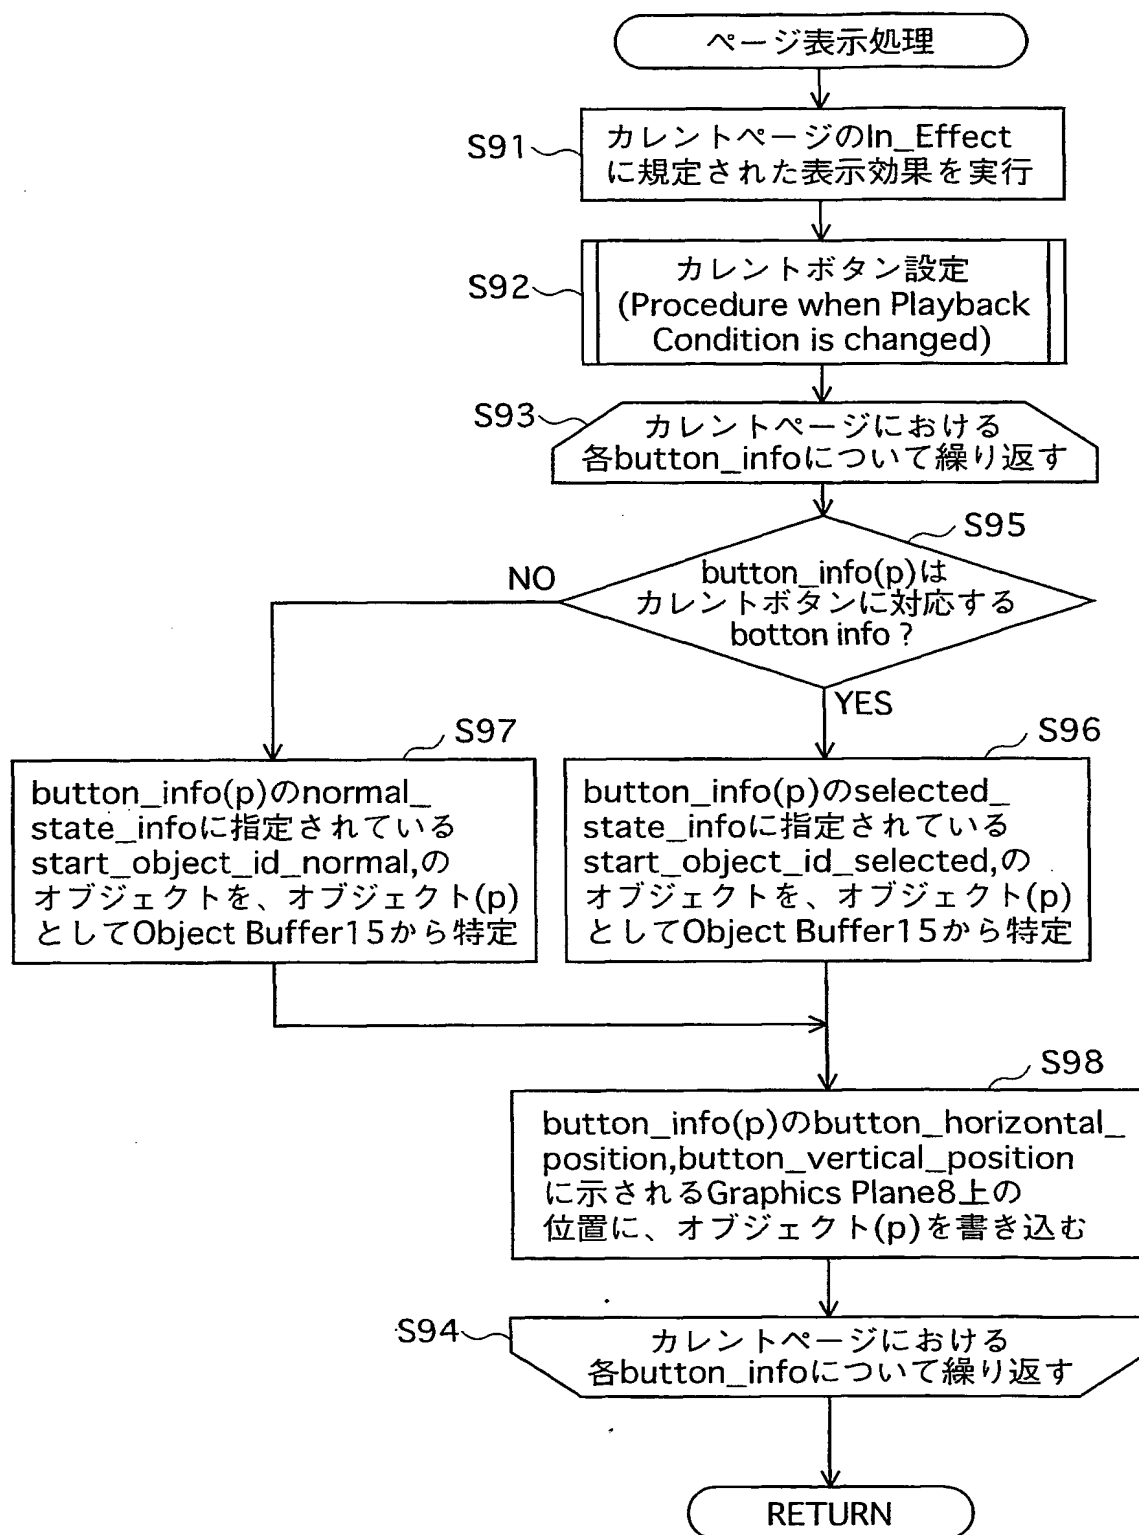 ページ表示処理
S91
カレントページのIn_Effect
に規定された表示効果を実行
S92
カレントボタン設定
(Procedure when Playback
Condition is changed)
S93
カレントページにおける
各button_infoについて繰り返す
S95
button_info(p)は
カレントボタンに対応する
botton info ?
NO
YES
S97
button_info(p)のnormal_
state_infoに指定されている
start_object_id_normal,の
オブジェクトを、オブジェクト(p)
としてObject Buffer15から特定
S96
button_info(p)のselected_
state_infoに指定されている
start_object_id_selected,の
オブジェクトを、オブジェクト(p)
としてObject Buffer15から特定
S98
button_info(p)のbutton_horizontal_
position,button_vertical_position
に示されるGraphics Plane8上の
位置に、オブジェクト(p)を書き込む
S94
カレントページにおける
各button_infoについて繰り返す
RETURN